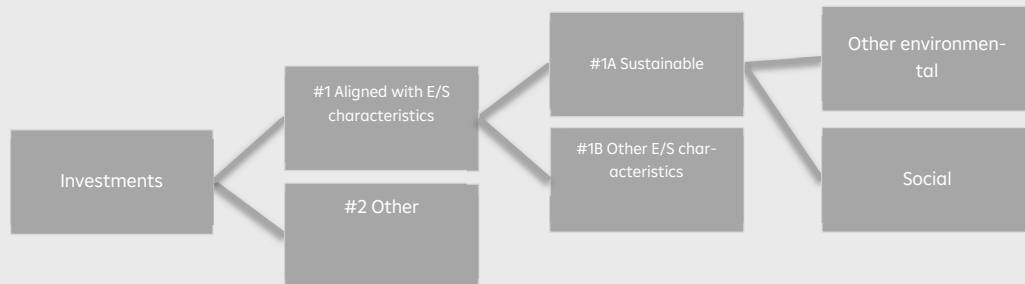 Investments
#1 Aligned with E/S
characteristics
#2 Other
#1A Sustainable
#1B Other E/S char-
acteristics
Other environmen-
tal
Social